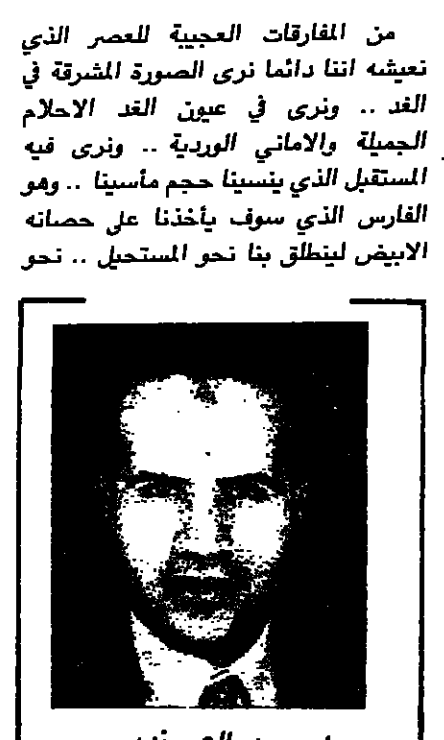 من المفارقات العجيبة للعصر الذي
نعيشه اننا دائما نرى الصورة المشرقة في
الغد .. ونرى في عيون الغد الاحلام
الجميلة والاماني الوردية .. ونرى فيه
المستقبل الذي ينسينا حجم مأسينا .. وهو
الفارس الذي سوف يأخذنا على حصانه
الابيض لينطلق بنا نحو المستحيل .. نحو